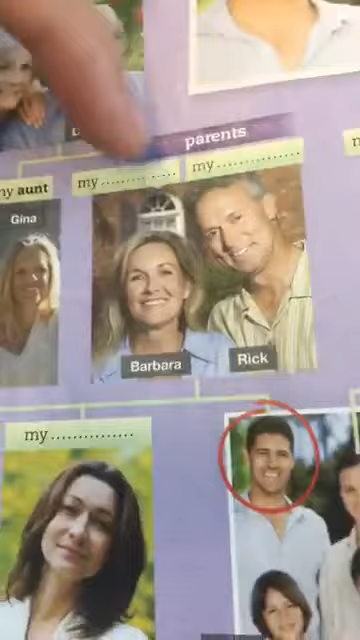 parents
my aunt
my ..............
my ..................
Gina
Barbara
Rick
my ..............